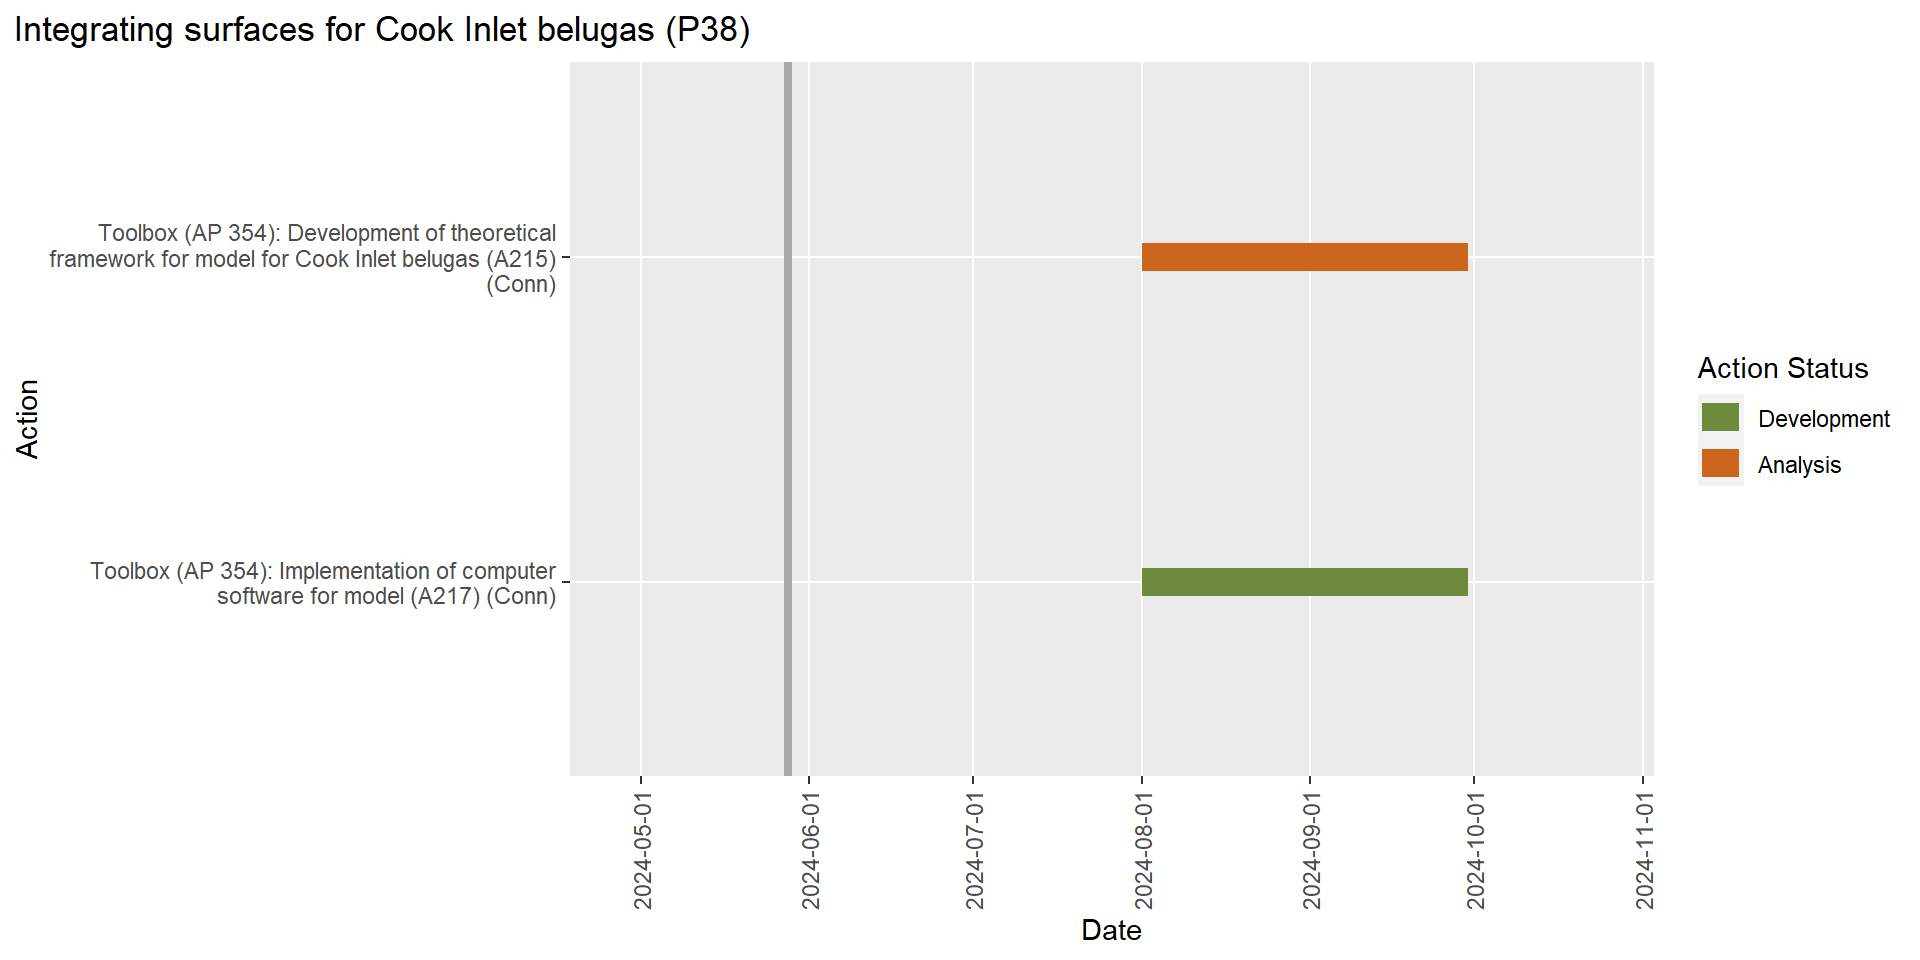 Integrating surfaces for Cook Inlet belugas (P38)
Toolbox (AP 354): Development of theoretical
framework for model for Cook Inlet belugas (A215)
(Conn)
Action
Toolbox (AP 354): Implementation of computer
software for model (A217) (Conn)
Action Status
Development
Analysis
2024-05-01
2024-06-01
2024-07-01
2024-08-01
2024-09-01
2024-10-01
2024-11-01
Date